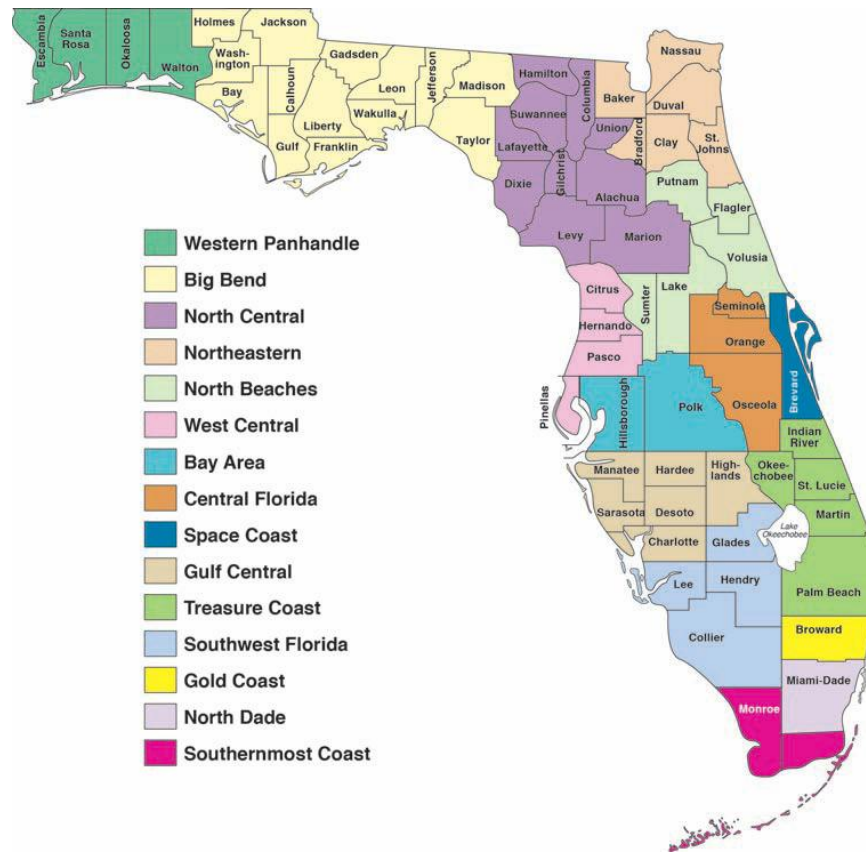 Escambia
Santa
Rosa
Okaloosa
Walton
Holmes
Jackson
Wash-
ington
Bay
Calhoun
Gulf
Liberty
Franklin
Gadsden
Leon
Wakulla
Jefferson
Madison
Taylor
Hamilton
Columbia
Suwannee
Lafayette
Union
Gilchrist
Dixie
Alachua
Levy
Marion
Nassau
Baker
Duval
Bradford
Clay
St.
Johns
Putnam
Flagler
Volusia
Lake
Sumter
Citrus
Hernando
Pasco
Pinellas
Hillsborough
Polk
Seminole
Orange
Osceola
Brevard
Indian
River
Okee-
chobee
St. Lucie
Martin
Lake
Okeechobee
Palm Beach
Manatee
Hardee
High-
lands
Sarasota
Desoto
Charlotte
Glades
Lee
Hendry
Collier
Broward
Miami-Dade
Monroe
Western Panhandle
Big Bend
North Central
Northeastern
North Beaches
West Central
Bay Area
Central Florida
Space Coast
Gulf Central
Treasure Coast
Southwest Florida
Gold Coast
North Dade
Southernmost Coast